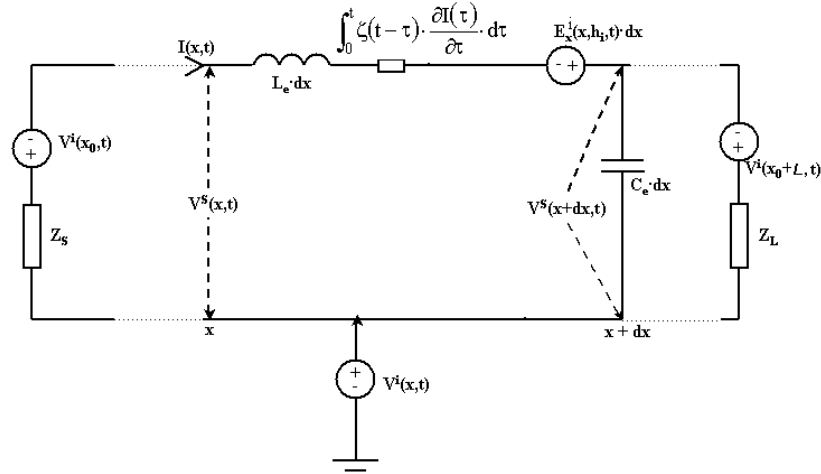 ∫₀ᵗ ζ(t − τ)· ∂I(τ)/∂τ · dτ
Eₓⁱ(x,hᵢ,t)·dx
I(x,t)
- +
Lₑ·dx
-
+
Vⁱ(x₀,t)
-
+
Vⁱ(x₀+L,t)
Cₑ·dx
Vˢ(x,t)
Vˢ(x+dx,t)
Z_S
Z_L
x
x + dx
+
-
Vⁱ(x,t)